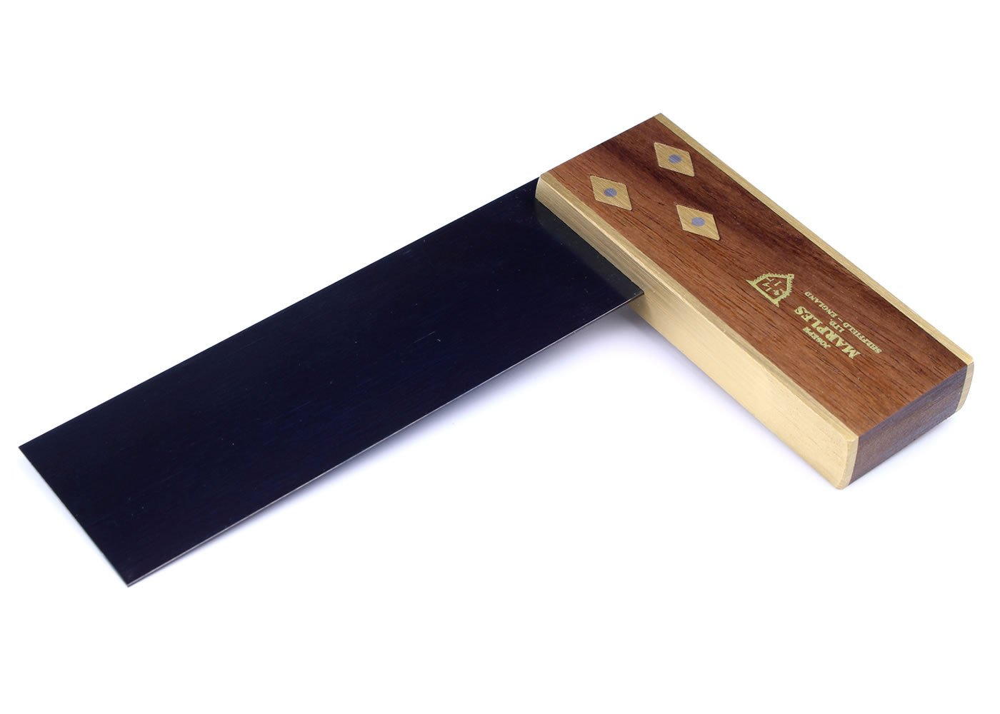 JOSEPH
MARPLES
LTD.
SHEFFIELD – ENGLAND